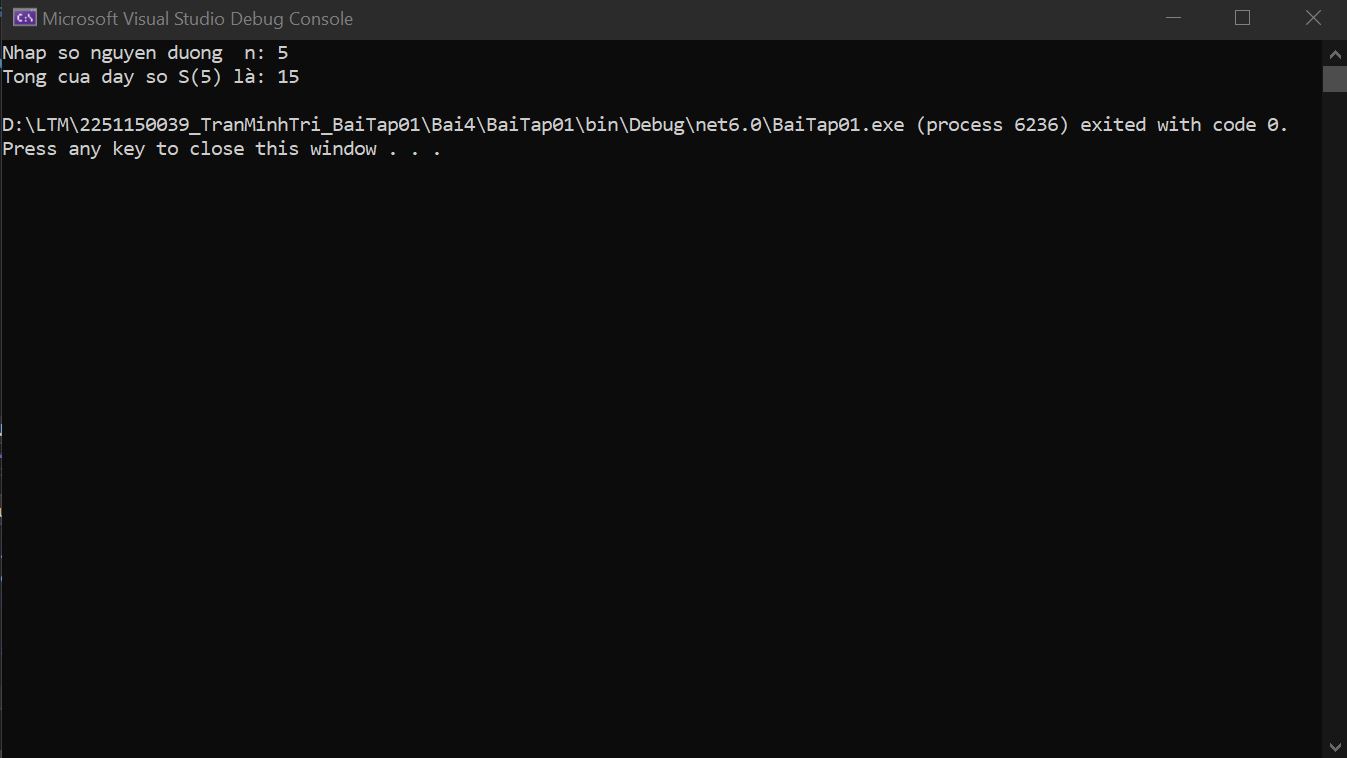 Microsoft Visual Studio Debug Console
Nhap so nguyen duong  n: 5
Tong cua day so S(5) là: 15
D:\LTM\2251150039_TranMinhTri_BaiTap01\Bai4\BaiTap01\bin\Debug\net6.0\BaiTap01.exe (process 6236) exited with code 0.
Press any key to close this window . . .